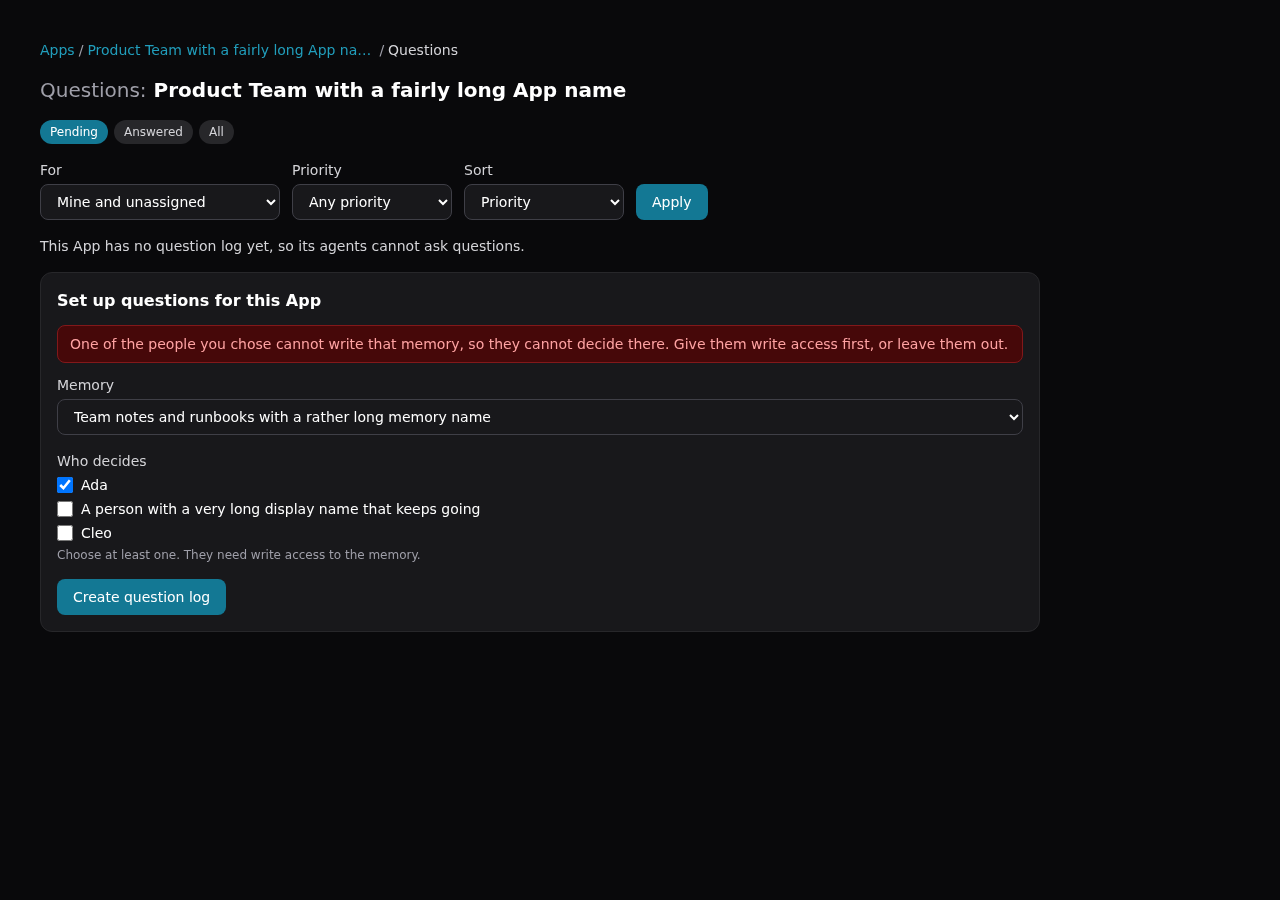 Apps / Product Team with a fairly long App na… / Questions
Questions: Product Team with a fairly long App name
Pending Answered All
For Priority Sort
Mine and unassigned Any priority Priority Apply
This App has no question log yet, so its agents cannot ask questions.
Set up questions for this App
One of the people you chose cannot write that memory, so they cannot decide there. Give them write access first, or leave them out.
Memory
Team notes and runbooks with a rather long memory name
Who decides
Ada
A person with a very long display name that keeps going
Cleo
Choose at least one. They need write access to the memory.
Create question log